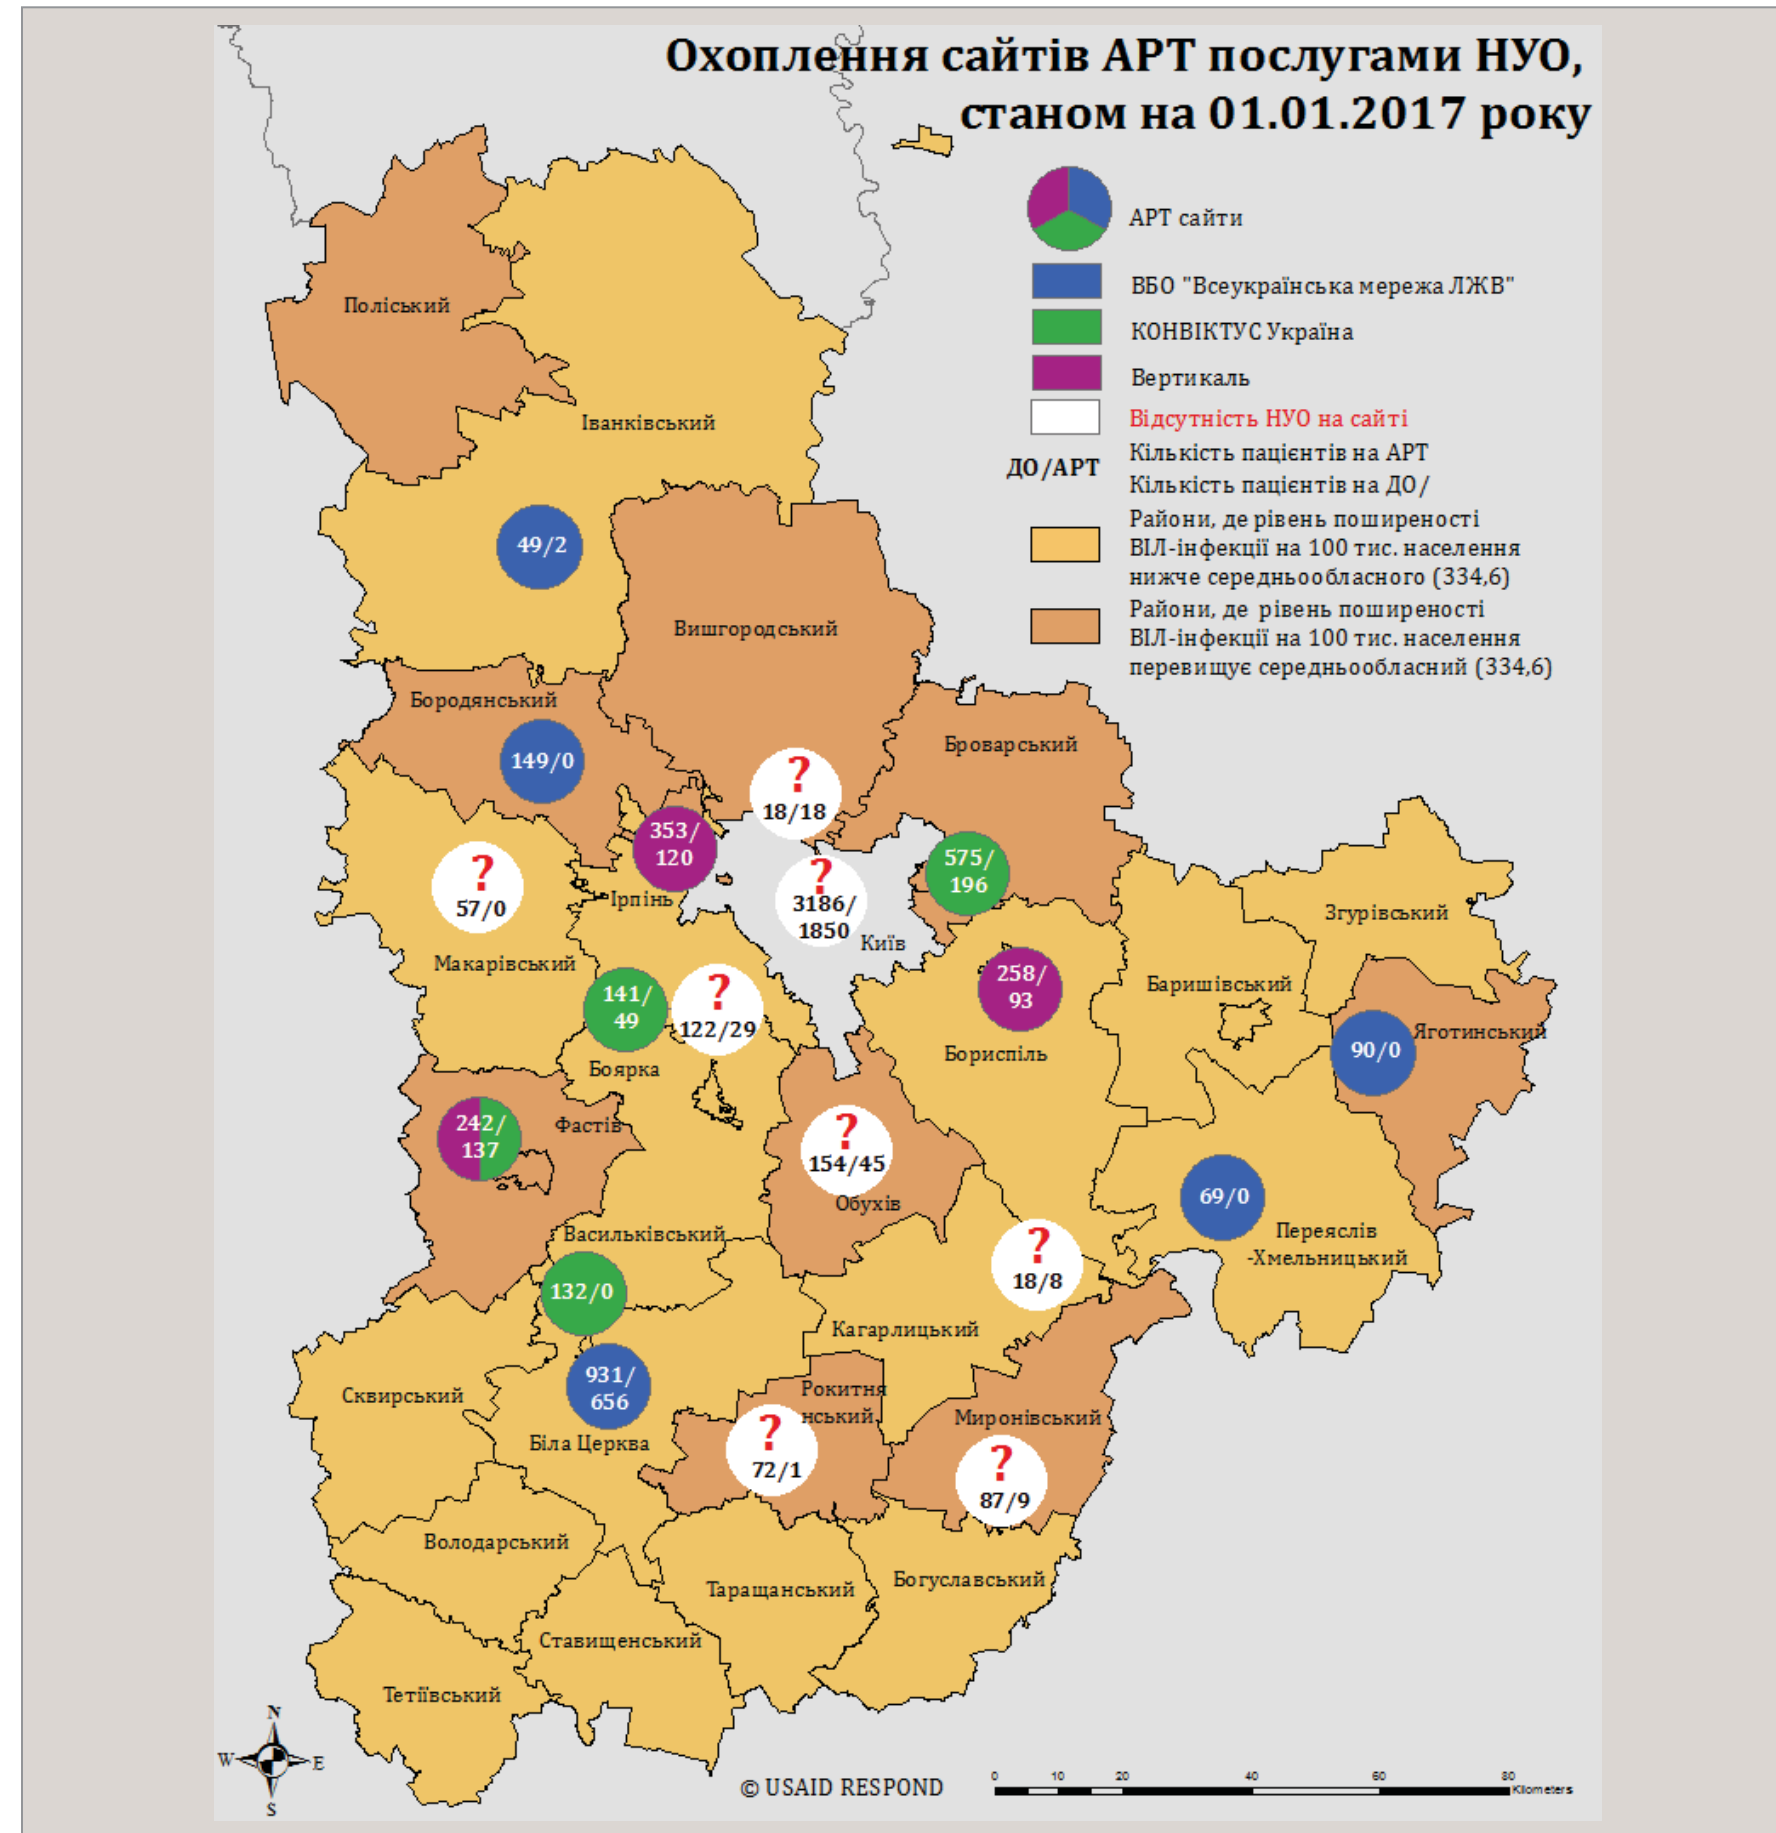 Охоплення сайтів АРТ послугами НУО,
станом на 01.01.2017 року
АРТ сайти
ВБО "Всеукраїнська мережа ЛЖВ"
КОНВІКТУС Україна
Вертикаль
Відсутність НУО на сайті
ДО/АРТ
Кількість пацієнтів на АРТ
Кількість пацієнтів на ДО/
Райони, де рівень поширеності
ВІЛ-інфекції на 100 тис. населення
нижче середньообласного (334,6)
Райони, де рівень поширеності
ВІЛ-інфекції на 100 тис. населення
перевищує середньообласний (334,6)
Поліський
Іванківський
49/2
Вишгородський
Бородянський
149/0
Броварський
?
18/18
353/
120
?
57/0
Ірпінь
?
3186/
1850
Київ
575/
196
Згурівський
Макарівський
258/
93
Баришівський
141/
49
?
122/29
Яготинський
90/0
Бориспіль
Боярка
242/
137
Фастів
?
154/45
Обухів
69/0
Переяслів
-Хмельницький
Васильківський
?
18/8
132/0
Кагарлицький
931/
656
Сквирський
Рокитня
нський
Миронівський
Біла Церква
?
72/1
?
87/9
Володарський
Таращанський
Богуславський
Ставищенський
Тетіївський
N
W
E
S
© USAID RESPOND
0 10 20 40 60 80
Kilometers